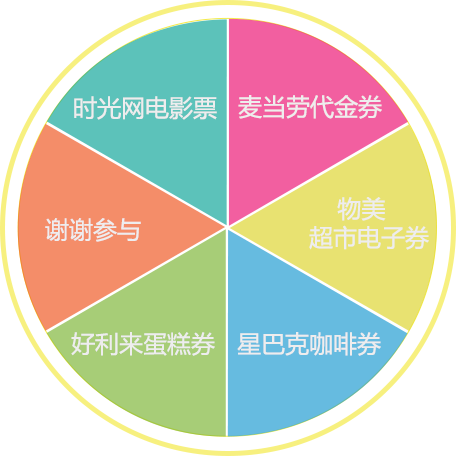 时光网电影票
麦当劳代金券
谢谢参与
物美
超市电子券
好利来蛋糕券
星巴克咖啡券